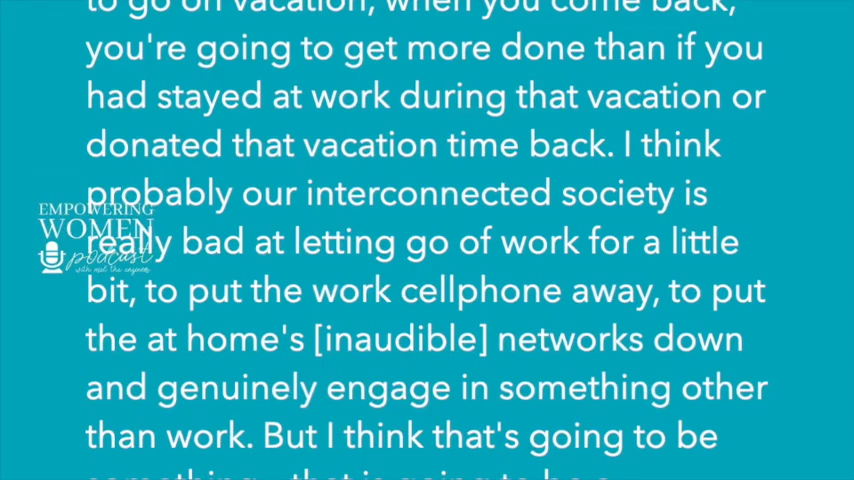 to go on vacation, when you come back,
you're going to get more done than if you
had stayed at work during that vacation or
donated that vacation time back. I think
probably our interconnected society is
really bad at letting go of work for a little
bit, to put the work cellphone away, to put
the at home's [inaudible] networks down
and genuinely engage in something other
than work. But I think that's going to be
something - that is going to be a
EMPOWERING
WOMEN
podcast
with mel the engineer